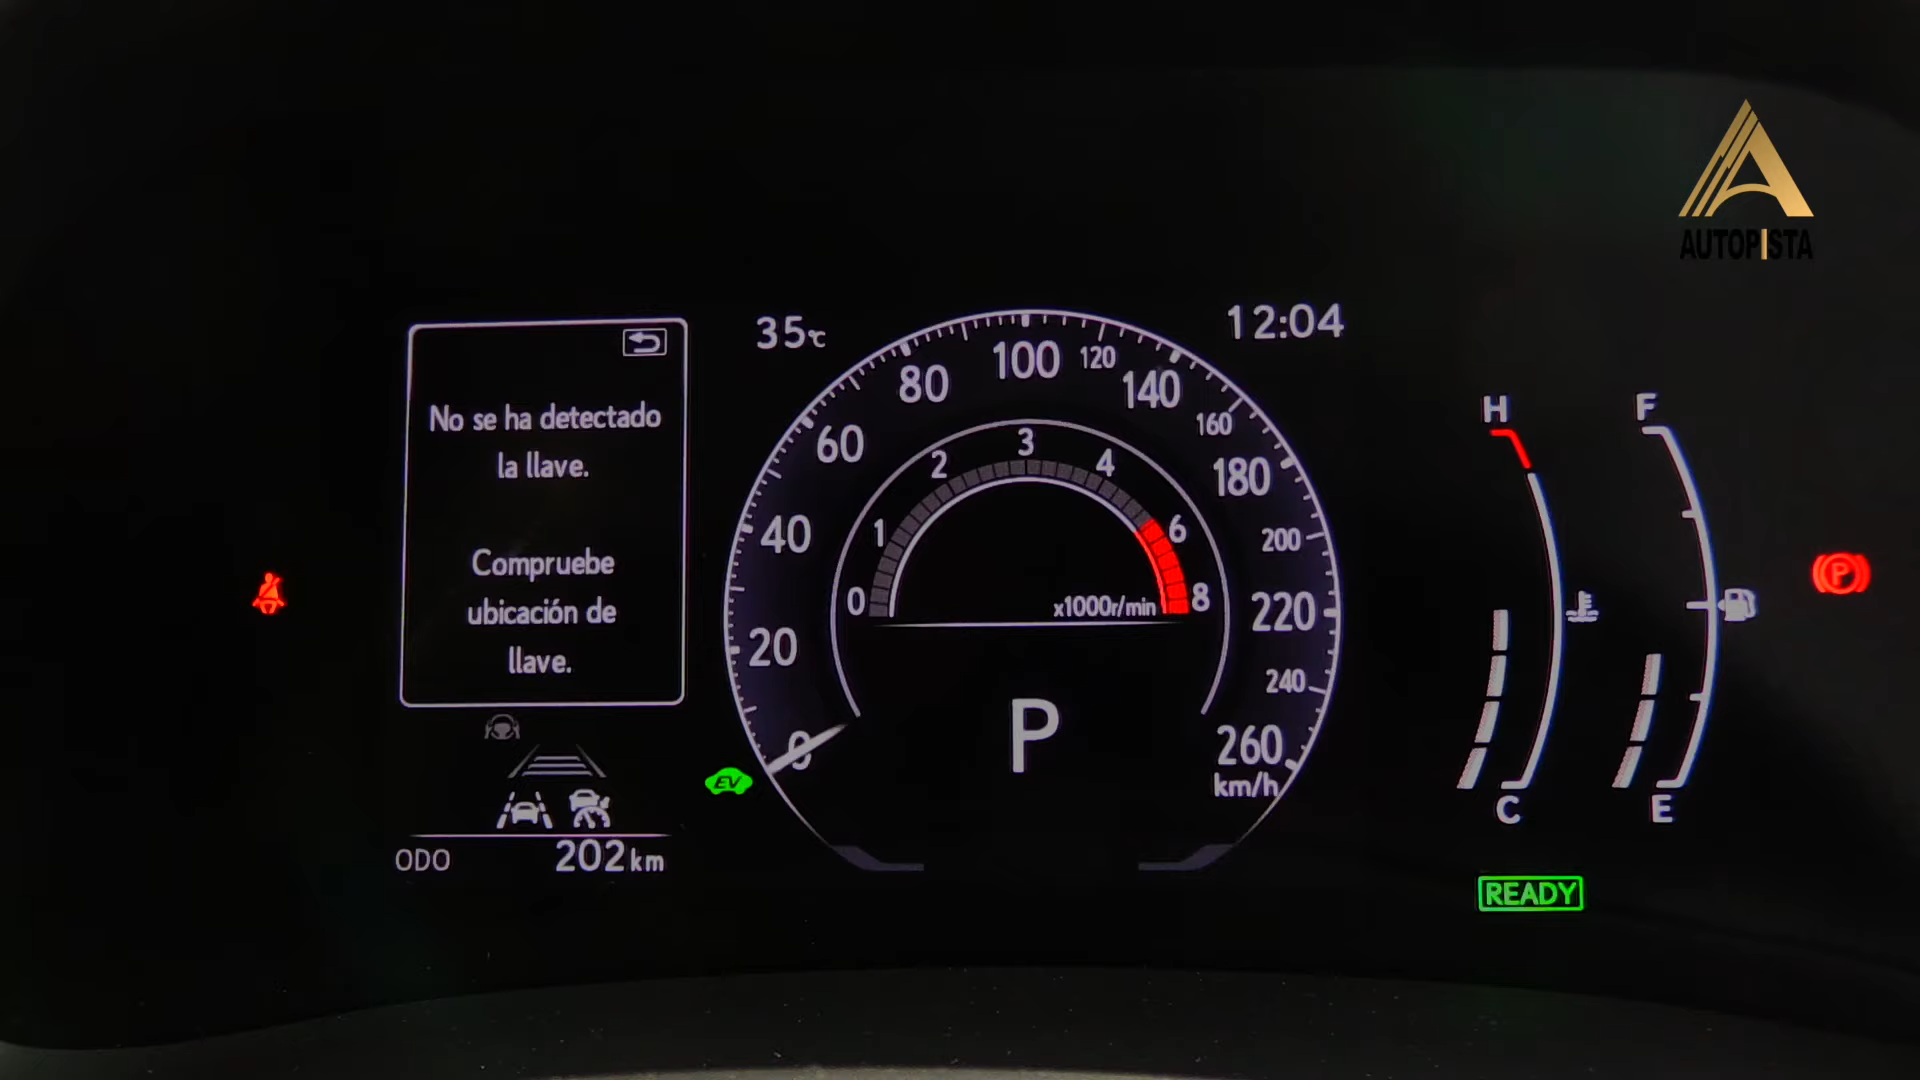 AUTOPISTA
35°C
12:04
No se ha detectado
la llave.
Compruebe
ubicación de
llave.
0
20
40
60
80
100
120
140
160
180
200
220
240
260
km/h
0
1
2
3
4
6
8
x1000r/min
P
EV
H
C
F
E
P
ODO 202 km
READY